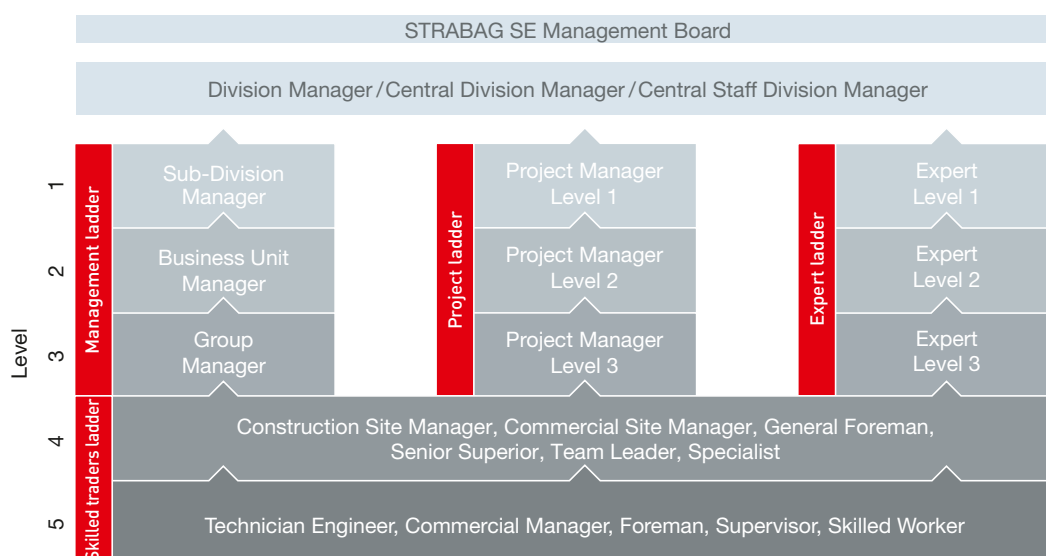 STRABAG SE Management Board
Division Manager/Central Division Manager/Central Staff Division Manager
Level
1
Management ladder
Sub-Division
Manager
Project ladder
Project Manager
Level 1
Expert ladder
Expert
Level 1
2
Business Unit
Manager
Project Manager
Level 2
Expert
Level 2
3
Group
Manager
Project Manager
Level 3
Expert
Level 3
4
Skilled traders ladder
Construction Site Manager, Commercial Site Manager, General Foreman,
Senior Superior, Team Leader, Specialist
5
Technician Engineer, Commercial Manager, Foreman, Supervisor, Skilled Worker